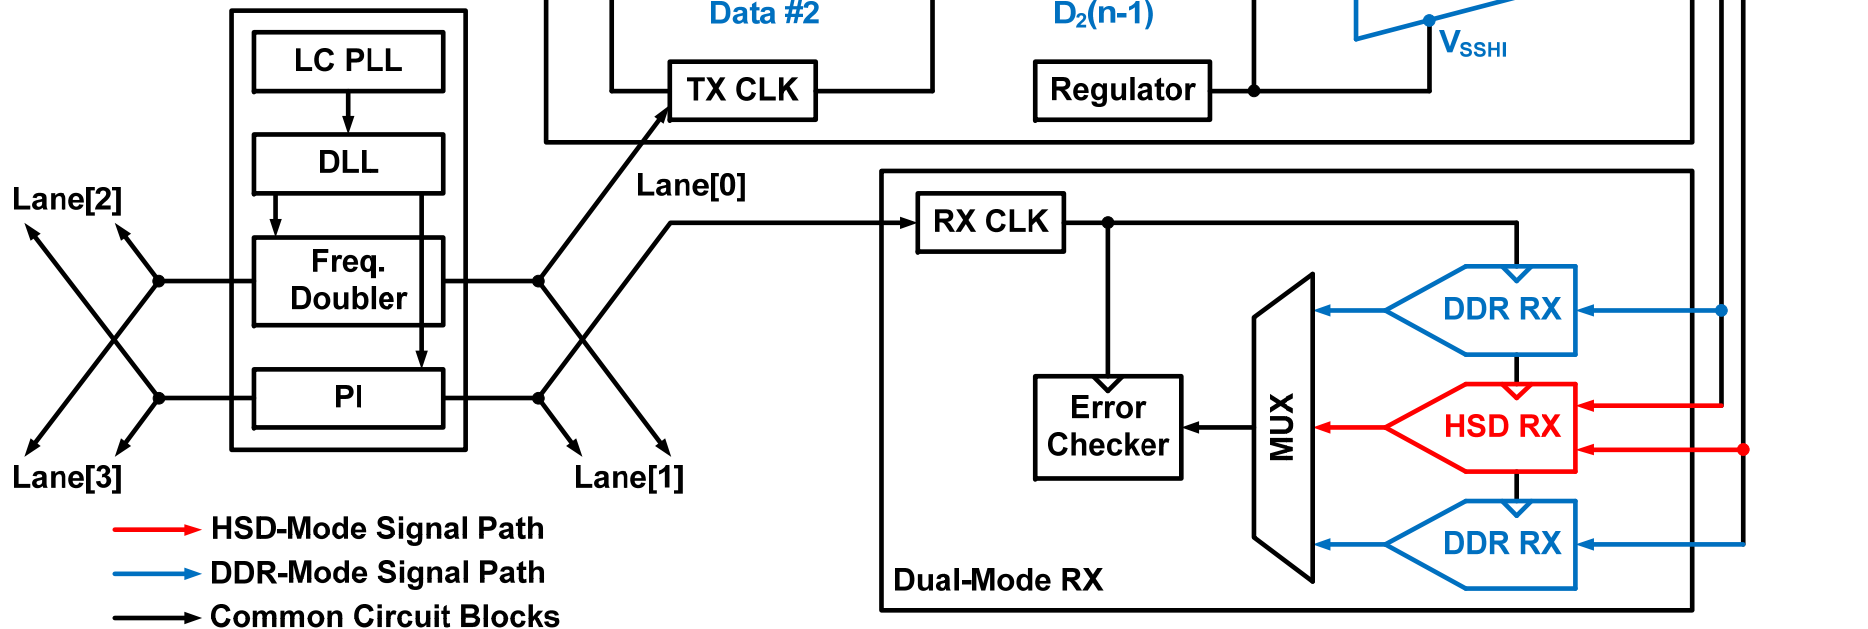 Data #2
D₂(n-1)
LC PLL
V_SSHI
TX CLK
Regulator
DLL
Lane[0]
Lane[2]
RX CLK
Freq.
Doubler
DDR RX
PI
Error
Checker
MUX
HSD RX
Lane[3]
Lane[1]
HSD-Mode Signal Path
DDR RX
DDR-Mode Signal Path
Dual-Mode RX
Common Circuit Blocks